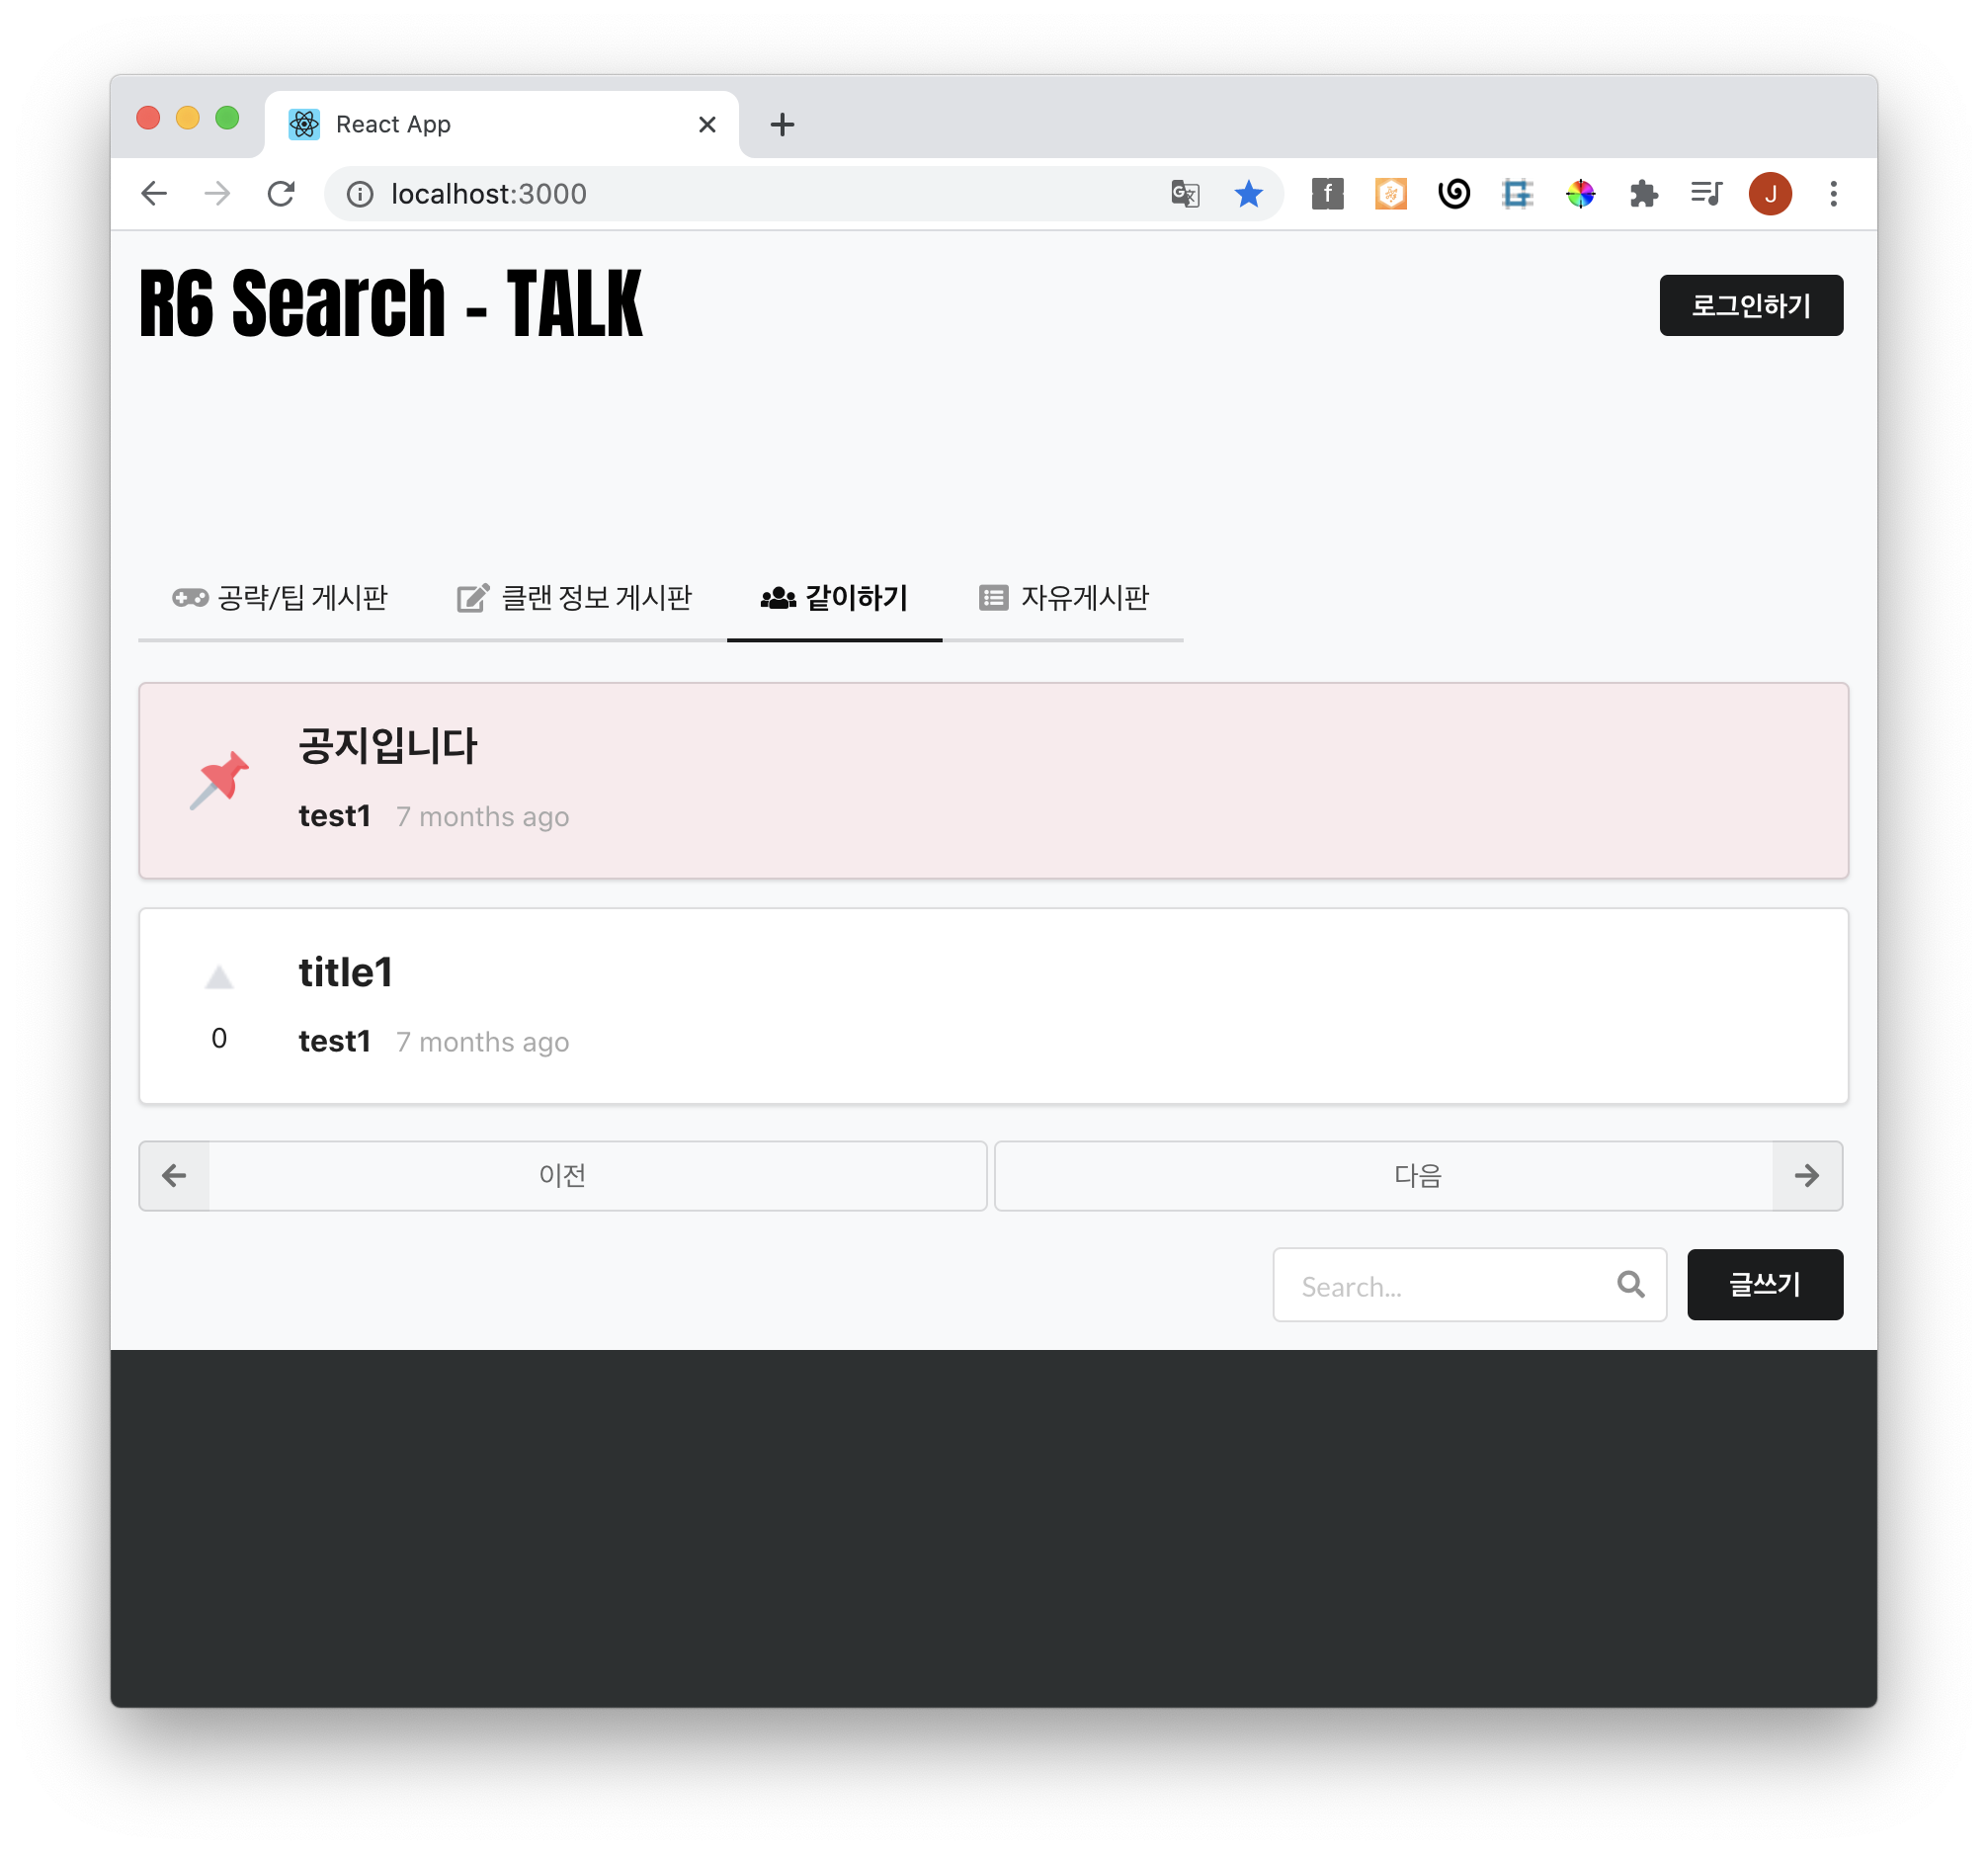 React App
localhost:3000
J
R6 Search - TALK
로그인하기
공략/팁 게시판 클랜 정보 게시판 같이하기 자유게시판
공지입니다
test1 7 months ago
title1
0
test1 7 months ago
이전 다음
Search... 글쓰기